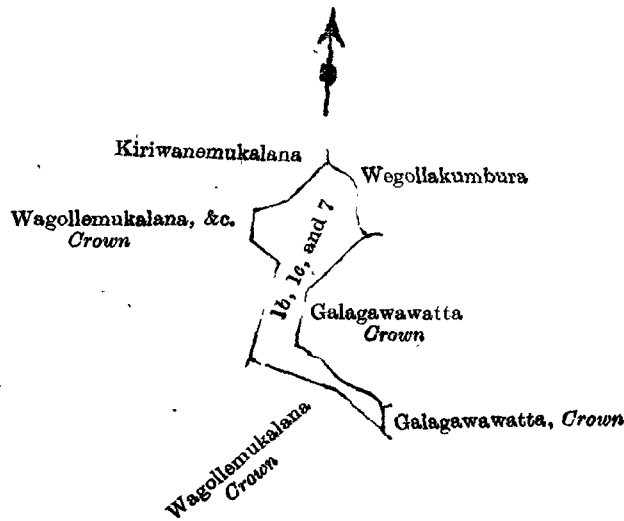 Kiriwanemukalana
Wegollakumbura
Wagollemukalana, &c.
Crown
1b, 1c, and 7
Galagawawatta
Crown
Galagawawatta, Crown
Wagollemukalana
Crown